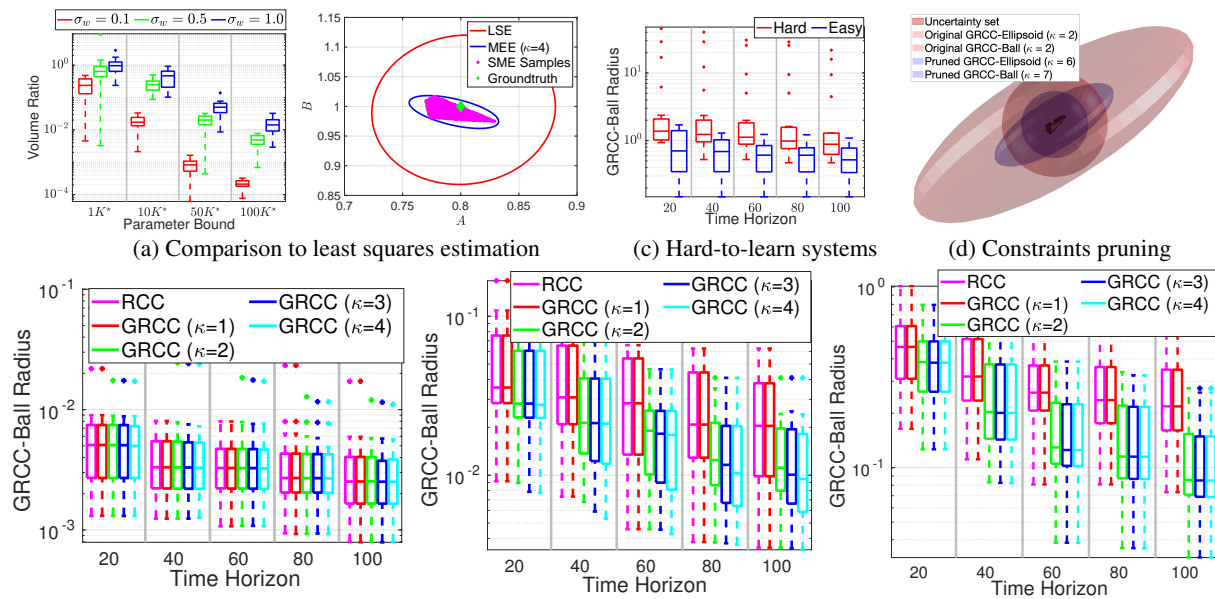 σ_w = 0.1 σ_w = 0.5 σ_w = 1.0
Volume Ratio
10^0
10^-2
10^-4
1K* 10K* 50K* 100K*
Parameter Bound
LSE
MEE (κ=4)
SME Samples
Groundtruth
B
1.15
1.1
1.05
1
0.95
0.9
0.85
0.7 0.8 0.9
A
(a) Comparison to least squares estimation
Hard Easy
GRCC-Ball Radius
10^1
10^0
20 40 60 80 100
Time Horizon
(c) Hard-to-learn systems
Uncertainty set
Original GRCC-Ellipsoid (κ = 2)
Original GRCC-Ball (κ = 2)
Pruned GRCC-Ellipsoid (κ = 6)
Pruned GRCC-Ball (κ = 7)
(d) Constraints pruning
RCC GRCC (κ=3)
GRCC (κ=1) GRCC (κ=4)
GRCC (κ=2)
GRCC-Ball Radius
10^-1
10^-2
10^-3
20 40 60 80 100
Time Horizon
RCC GRCC (κ=3)
GRCC (κ=1) GRCC (κ=4)
GRCC (κ=2)
GRCC-Ball Radius
10^-1
10^-2
20 40 60 80 100
Time Horizon
RCC GRCC (κ=3)
GRCC (κ=1) GRCC (κ=4)
GRCC (κ=2)
GRCC-Ball Radius
10^0
10^-1
20 40 60 80 100
Time Horizon